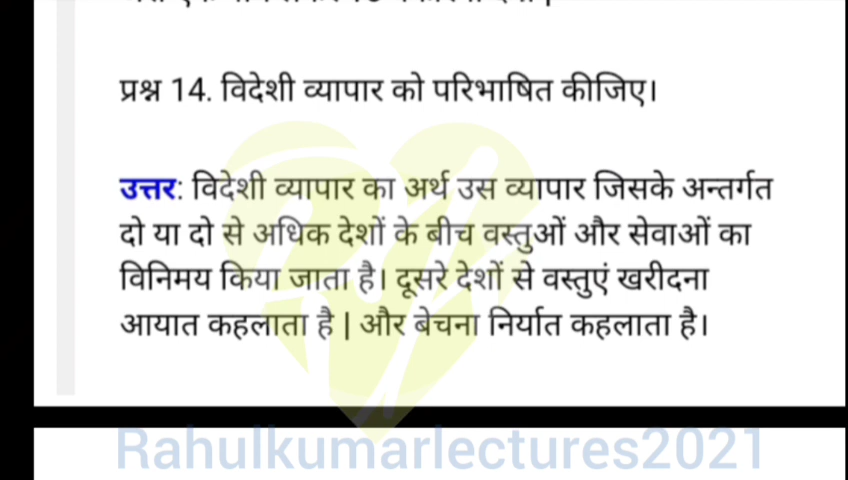 प्रश्न 14. विदेशी व्यापार को परिभाषित कीजिए।
उत्तर: विदेशी व्यापार का अर्थ उस व्यापार जिसके अन्तर्गत
दो या दो से अधिक देशों के बीच वस्तुओं और सेवाओं का
विनिमय किया जाता है। दूसरे देशों से वस्तुएं खरीदना
आयात कहलाता है | और बेचना निर्यात कहलाता है।
Rahulkumarlectures2021